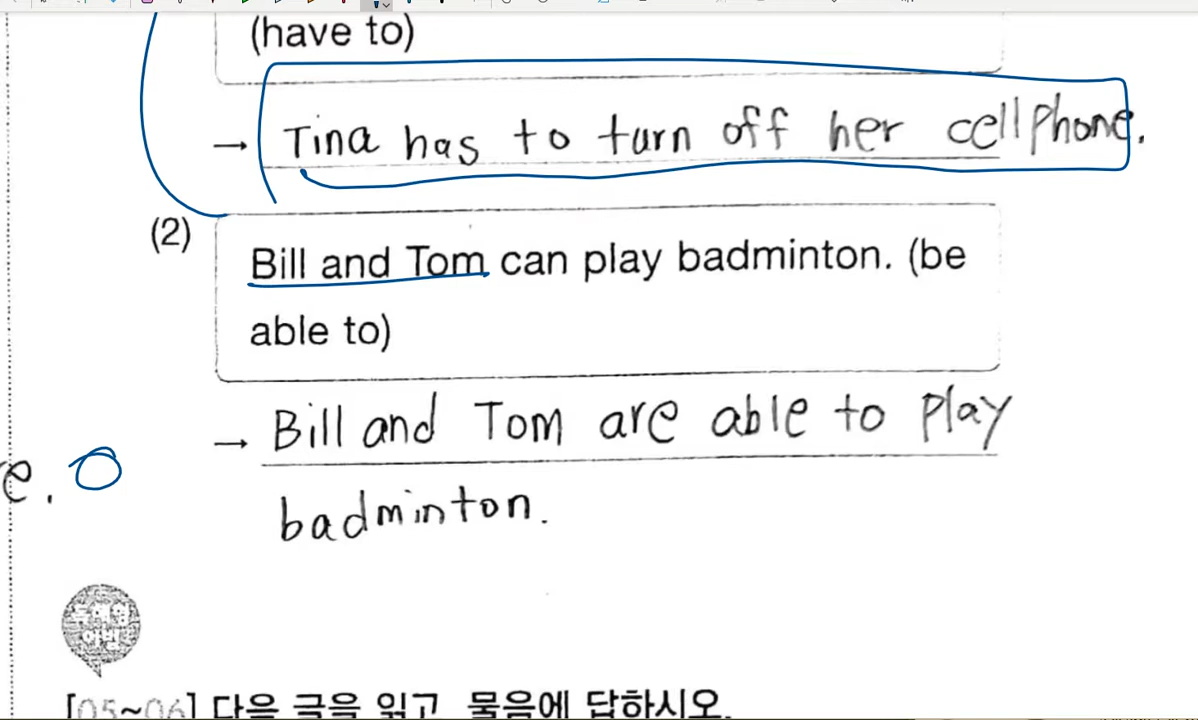 (have to)
→ Tina has to turn off her cell phone.
(2)
Bill and Tom can play badminton. (be
able to)
→ Bill and Tom are able to play
badminton.
e.
[05~06] 다음 글을 읽고, 물음에 답하시오.